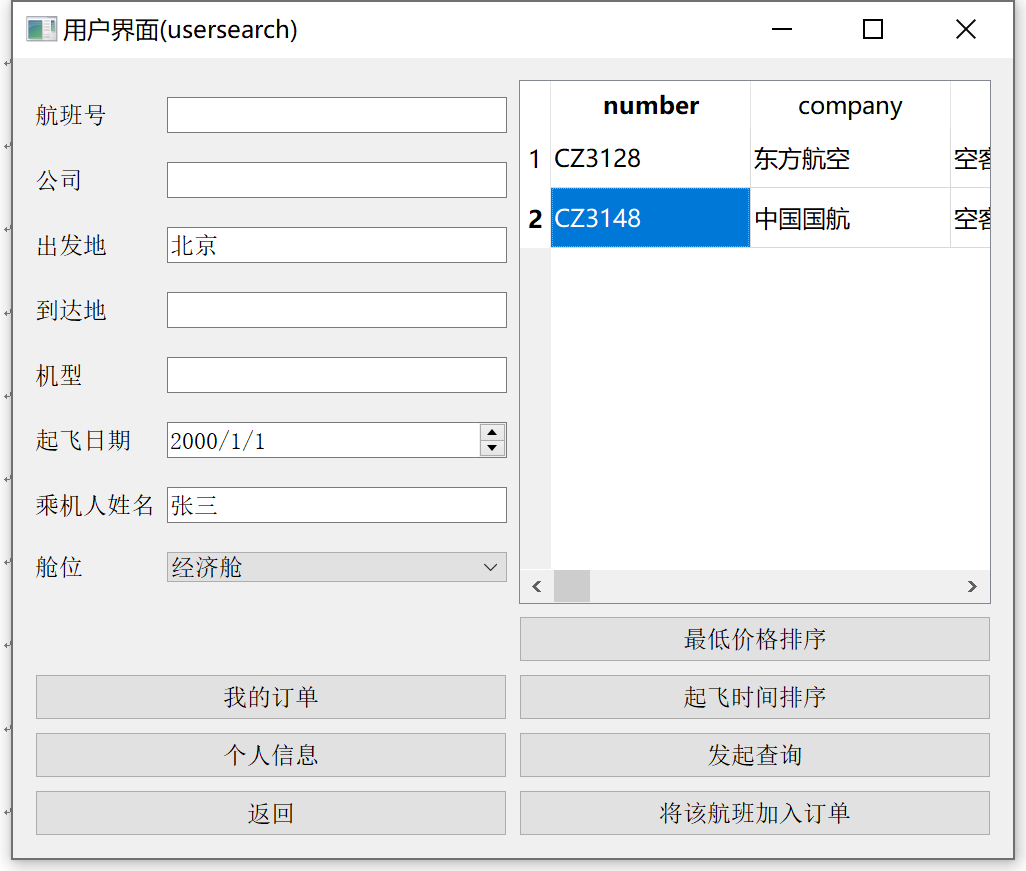 用户界面(usersearch)
航班号
公司
出发地 北京
到达地
机型
起飞日期 2000/1/1
乘机人姓名 张三
舱位 经济舱
number company
1 CZ3128 东方航空 空客
2 CZ3148 中国国航 空客
最低价格排序
我的订单
起飞时间排序
个人信息
发起查询
返回
将该航班加入订单